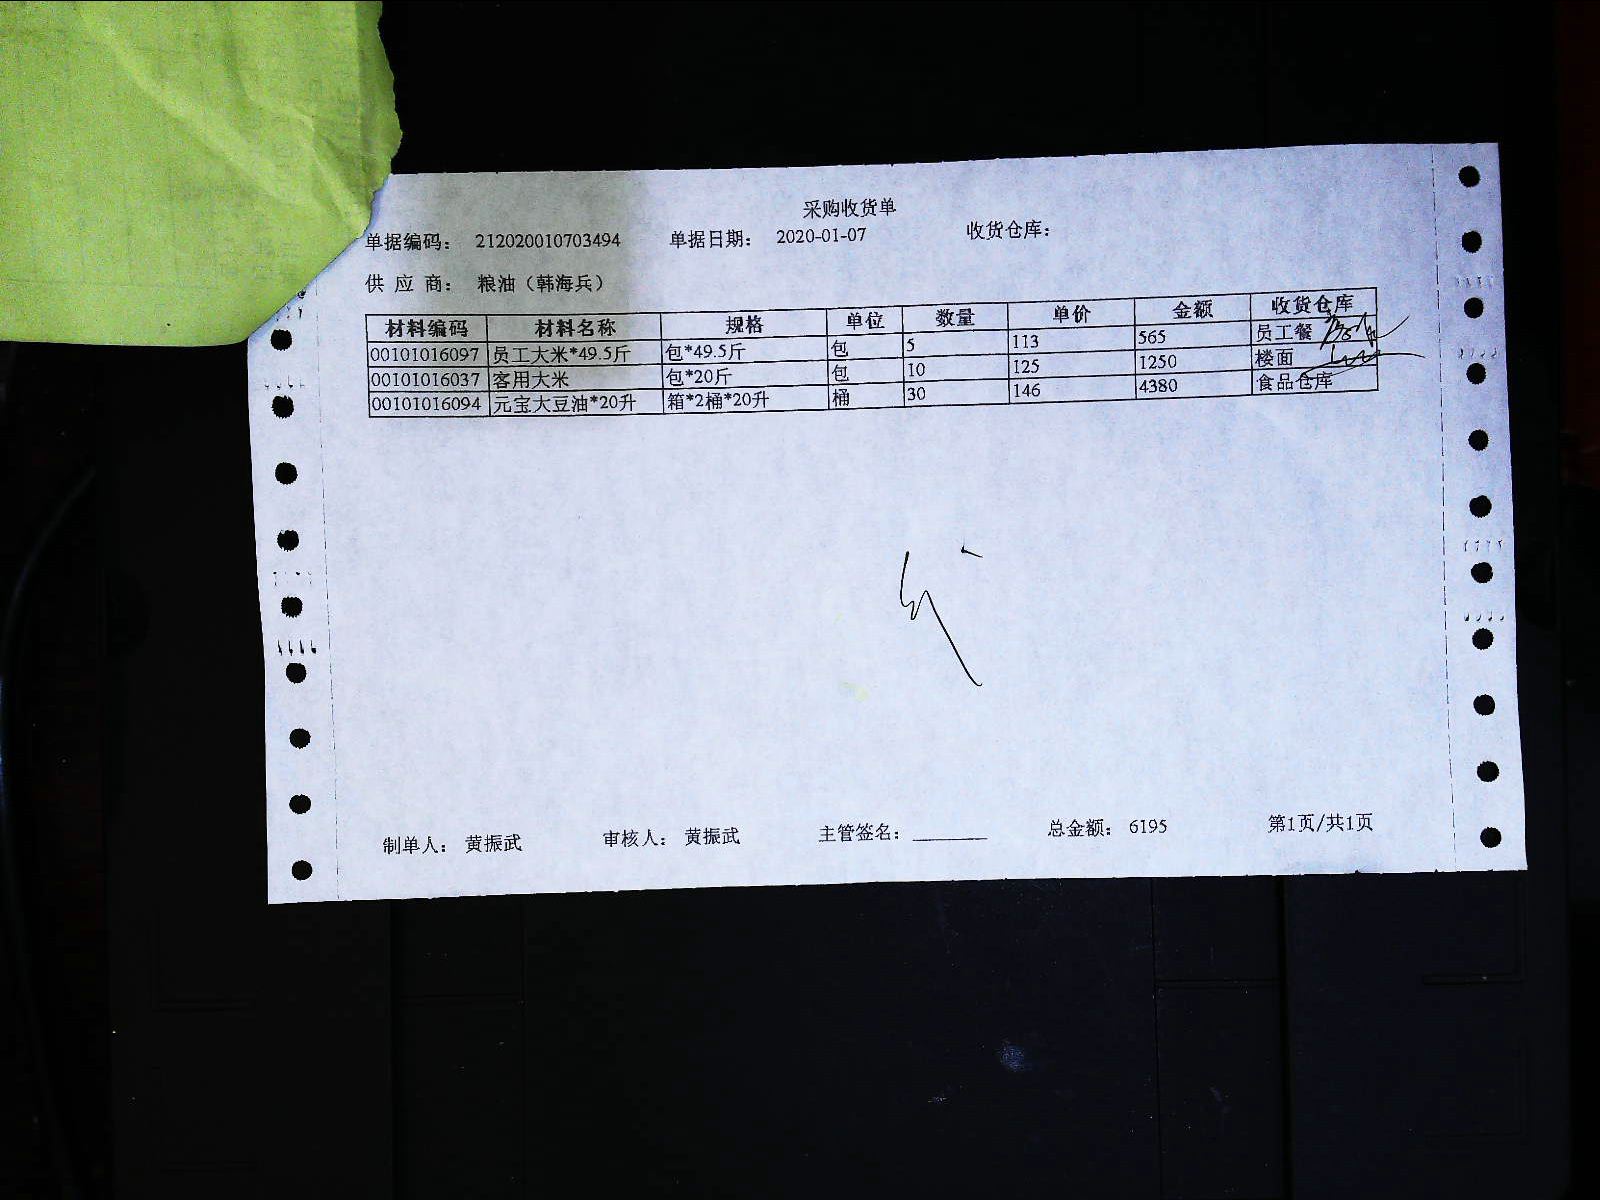 采购收货单
单据编码： 212020010703494 单据日期： 2020-01-07 收货仓库：
供 应 商： 粮油（韩海兵）
材料编码 材料名称 规格 单位 数量 单价 金额 收货仓库
00101016097 员工大米*49.5斤 包*49.5斤 包 5 113 565 员工餐
00101016037 客用大米 包*20斤 包 10 125 1250 楼面
00101016094 元宝大豆油*20升 箱*2桶*20升 桶 30 146 4380 食品仓库
制单人： 黄振武 审核人： 黄振武 主管签名： 总金额： 6195 第1页/共1页